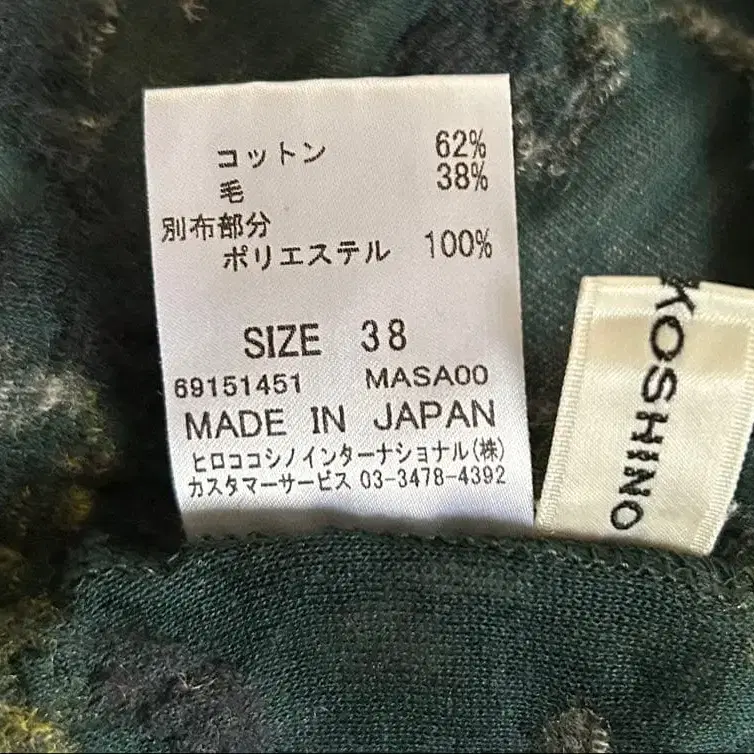 コットン 62%
毛 38%
別布部分
ポリエステル 100%
SIZE 38
69151451 MASA00
MADE IN JAPAN
ヒロココシノインターナショナル(株)
カスタマーサービス 03-3478-4392
KOSHINO